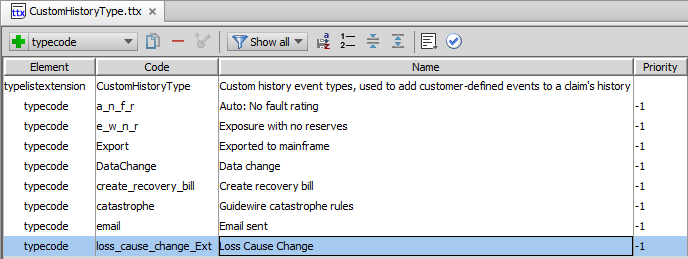 ttx CustomHistoryType.ttx ×
typecode Show all
Element Code Name Priority
typelistextension CustomHistoryType Custom history event types, used to add customer-defined events to a claim's history
typecode a_n_f_r Auto: No fault rating -1
typecode e_w_n_r Exposure with no reserves -1
typecode Export Exported to mainframe -1
typecode DataChange Data change -1
typecode create_recovery_bill Create recovery bill -1
typecode catastrophe Guidewire catastrophe rules -1
typecode email Email sent -1
typecode loss_cause_change_Ext Loss Cause Change -1